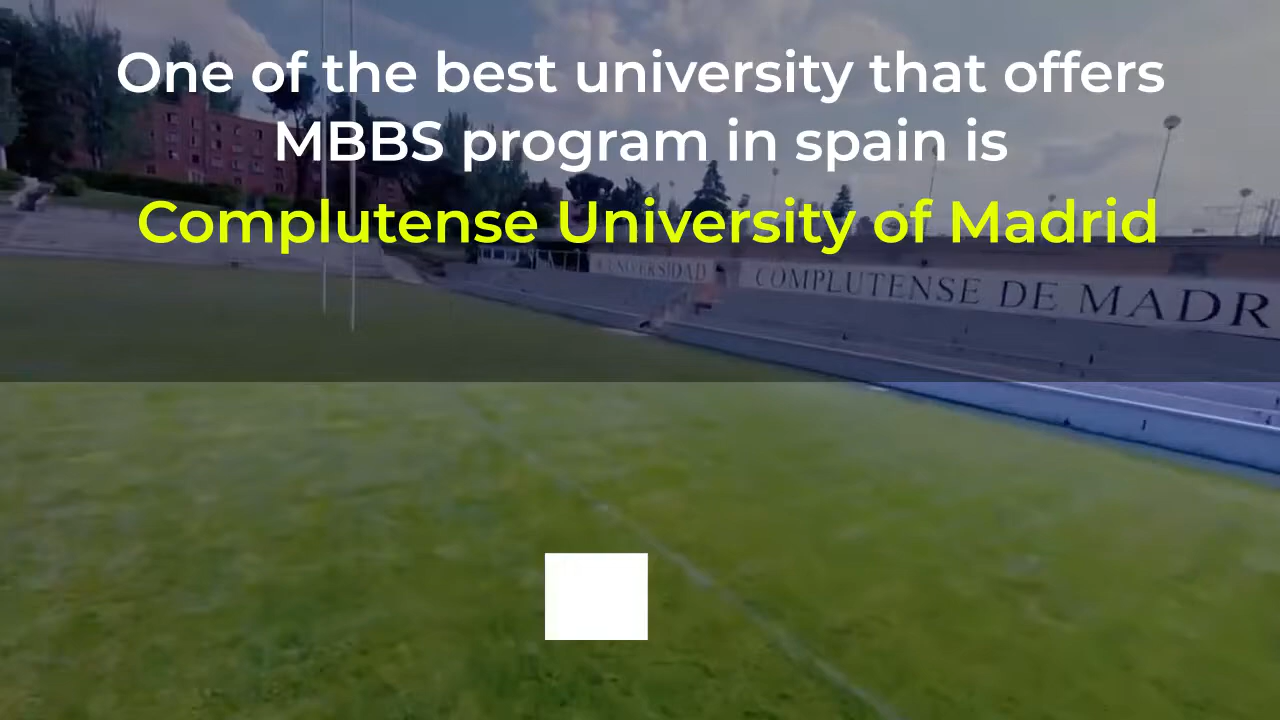 One of the best university that offers
MBBS program in spain is
Complutense University of Madrid
UNIVERSIDAD COMPLUTENSE DE MADR